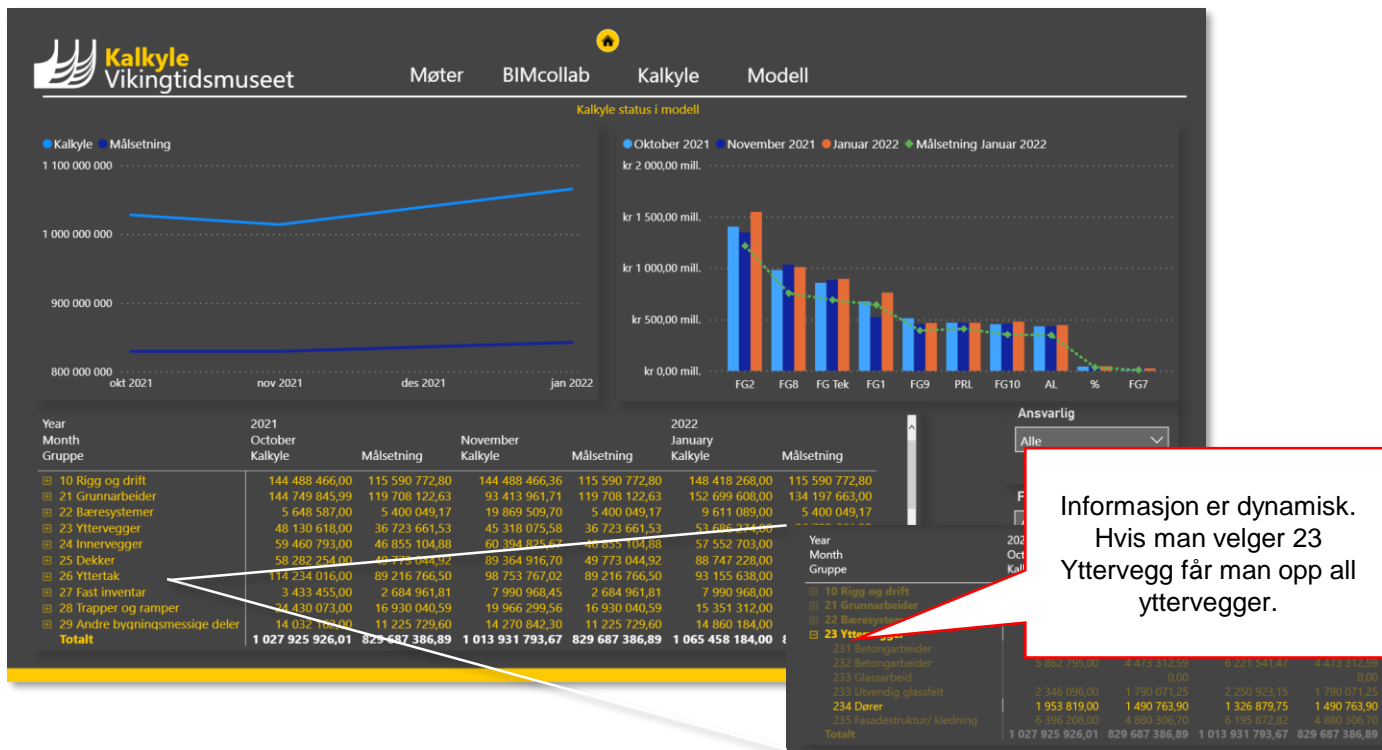 Kalkyle
Vikingtidsmuseet
Møter BIMcollab Kalkyle Modell
Kalkyle status i modell
Kalkyle Målsetning
1 100 000 000
1 000 000 000
900 000 000
800 000 000
okt 2021 nov 2021 des 2021 jan 2022
Oktober 2021 November 2021 Januar 2022 Målsetning Januar 2022
kr 2 000,00 mill.
kr 1 500,00 mill.
kr 1 000,00 mill.
kr 500,00 mill.
kr 0,00 mill.
FG2 FG8 FG Tek FG1 FG9 PRL FG10 AL % FG7
Year 2021 2022
Month October November January
Gruppe Kalkyle Målsetning Kalkyle Målsetning Kalkyle Målsetning
10 Rigg og drift 144 488 466,00 115 590 772,80 144 488 466,36 115 590 772,80 148 418 268,00 115 590 772,80
21 Grunnarbeider 144 749 845,99 119 708 122,63 93 413 961,71 119 708 122,63 152 699 608,00 134 197 663,00
22 Bæresystemer 5 648 587,00 5 400 049,17 19 869 509,70 5 400 049,17 9 611 089,00 5 400 049,17
23 Yttervegger 48 130 618,00 36 723 661,53 45 318 075,58 36 723 661,53
24 Innervegger 59 460 793,00 46 855 104,88 60 394 825,67 46 855 104,88 57 552 703,00
25 Dekker 58 282 254,00 49 773 044,92 89 364 916,70 49 773 044,92 88 747 228,00
26 Yttertak 114 234 016,00 89 216 766,50 98 753 767,02 89 216 766,50 93 155 638,00
27 Fast inventar 3 433 455,00 2 684 961,81 7 990 968,45 2 684 961,81 7 990 968,00
28 Trapper og ramper 24 430 073,00 16 930 040,59 19 966 299,56 16 930 040,59 15 351 312,00
29 Andre bygningsmessige deler 14 032 163,00 11 225 729,60 14 270 842,30 11 225 729,60 14 860 184,00
Totalt 1 027 925 926,01 829 687 386,89 1 013 931 793,67 829 687 386,89 1 065 458 184,00
Ansvarlig
Alle
Informasjon er dynamisk.
Hvis man velger 23
Yttervegg får man opp all
yttervegger.
Year
Month
Gruppe
10 Rigg og drift
21 Grunnarbeider
22 Bæresystemer
23 Yttervegger
231 Betongarbeider
232 Betongarbeider 5 862 795,00 4 473 312,59 6 221 541,47 4 473 312,59
233 Glassarbeid 0,00 0,00
233 Utvendig glassfelt 2 346 096,00 1 790 071,25 2 250 923,15 1 790 071,25
234 Dører 1 953 819,00 1 490 763,90 1 326 879,75 1 490 763,90
235 Fasadestruktur/ kledning 6 396 208,00 4 880 306,70 6 195 872,82 4 880 306,70
Totalt 1 027 925 926,01 829 687 386,89 1 013 931 793,67 829 687 386,89